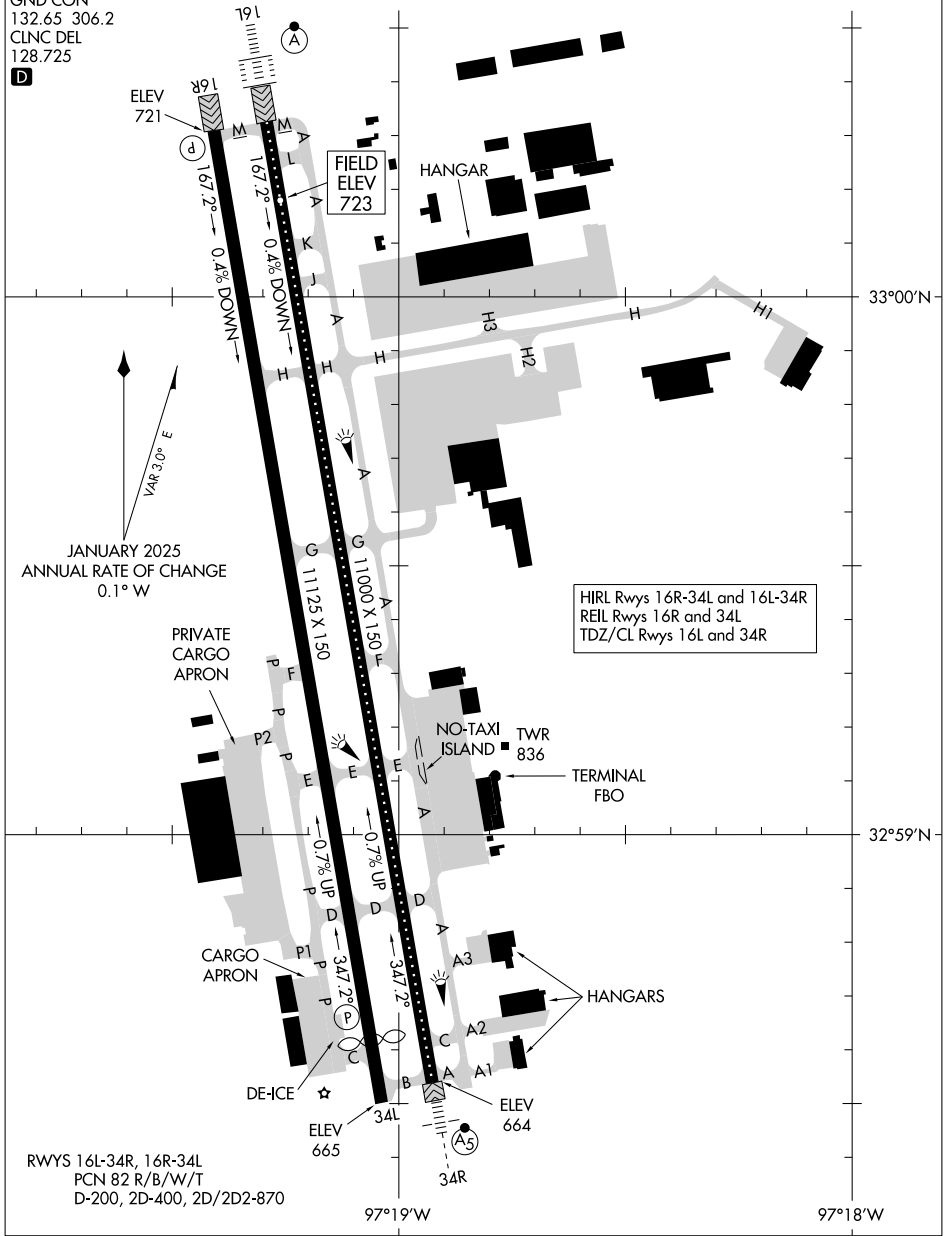 GND CON
132.65 306.2
CLNC DEL
128.725
D
16L
A
16R
ELEV
721
P
W
W
A
L
A
K
J
A
FIELD
ELEV
723
HANGAR
167.2°
0.4% DOWN
167.2°
0.4% DOWN
33°00'N
H
H
H
H3
H2
H
H1
A
VAR 3.0° E
JANUARY 2025
ANNUAL RATE OF CHANGE
0.1° W
G
G
A
11125 X 150
11000 X 150
HIRL Rwys 16R-34L and 16L-34R
REIL Rwys 16R and 34L
TDZ/CL Rwys 16L and 34R
PRIVATE
CARGO
APRON
P
F
F
P
P2
P
E
E
E
NO-TAXI
ISLAND
TWR
836
TERMINAL
FBO
A
32°59'N
0.7% UP
0.7% UP
P
D
D
D
A
347.2°
347.2°
P1
P
P
CARGO
APRON
A3
HANGARS
P
C
C
A2
B
A
A1
DE-ICE
34L
ELEV
665
ELEV
664
A5
34R
RWYS 16L-34R, 16R-34L
PCN 82 R/B/W/T
D-200, 2D-400, 2D/2D2-870
97°19'W
97°18'W